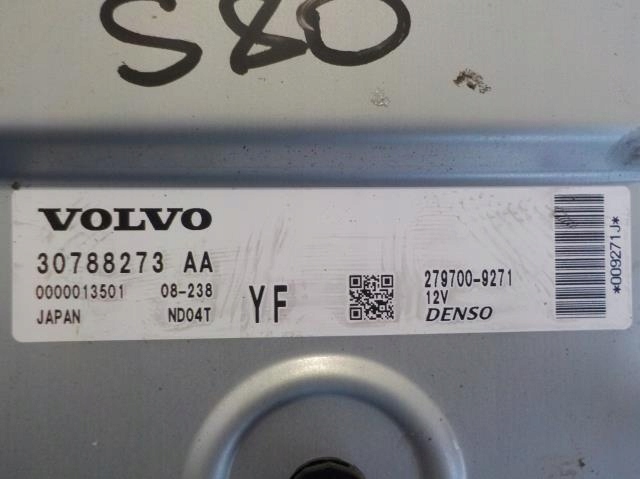 S80
VOLVO
30788273 AA
0000013501 08-238
JAPAN ND04T
YF
279700-9271
12V
DENSO
*009271J*